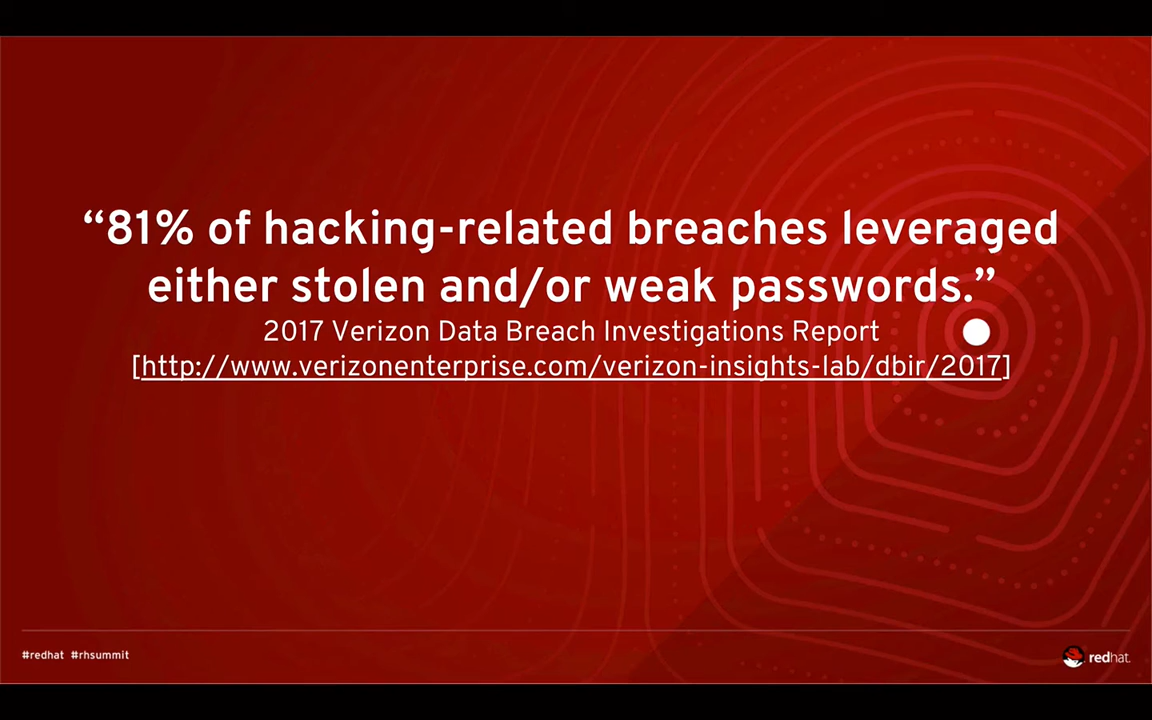 “81% of hacking-related breaches leveraged
either stolen and/or weak passwords.”
2017 Verizon Data Breach Investigations Report
[http://www.verizonenterprise.com/verizon-insights-lab/dbir/2017]
#redhat #rhsummit
redhat.